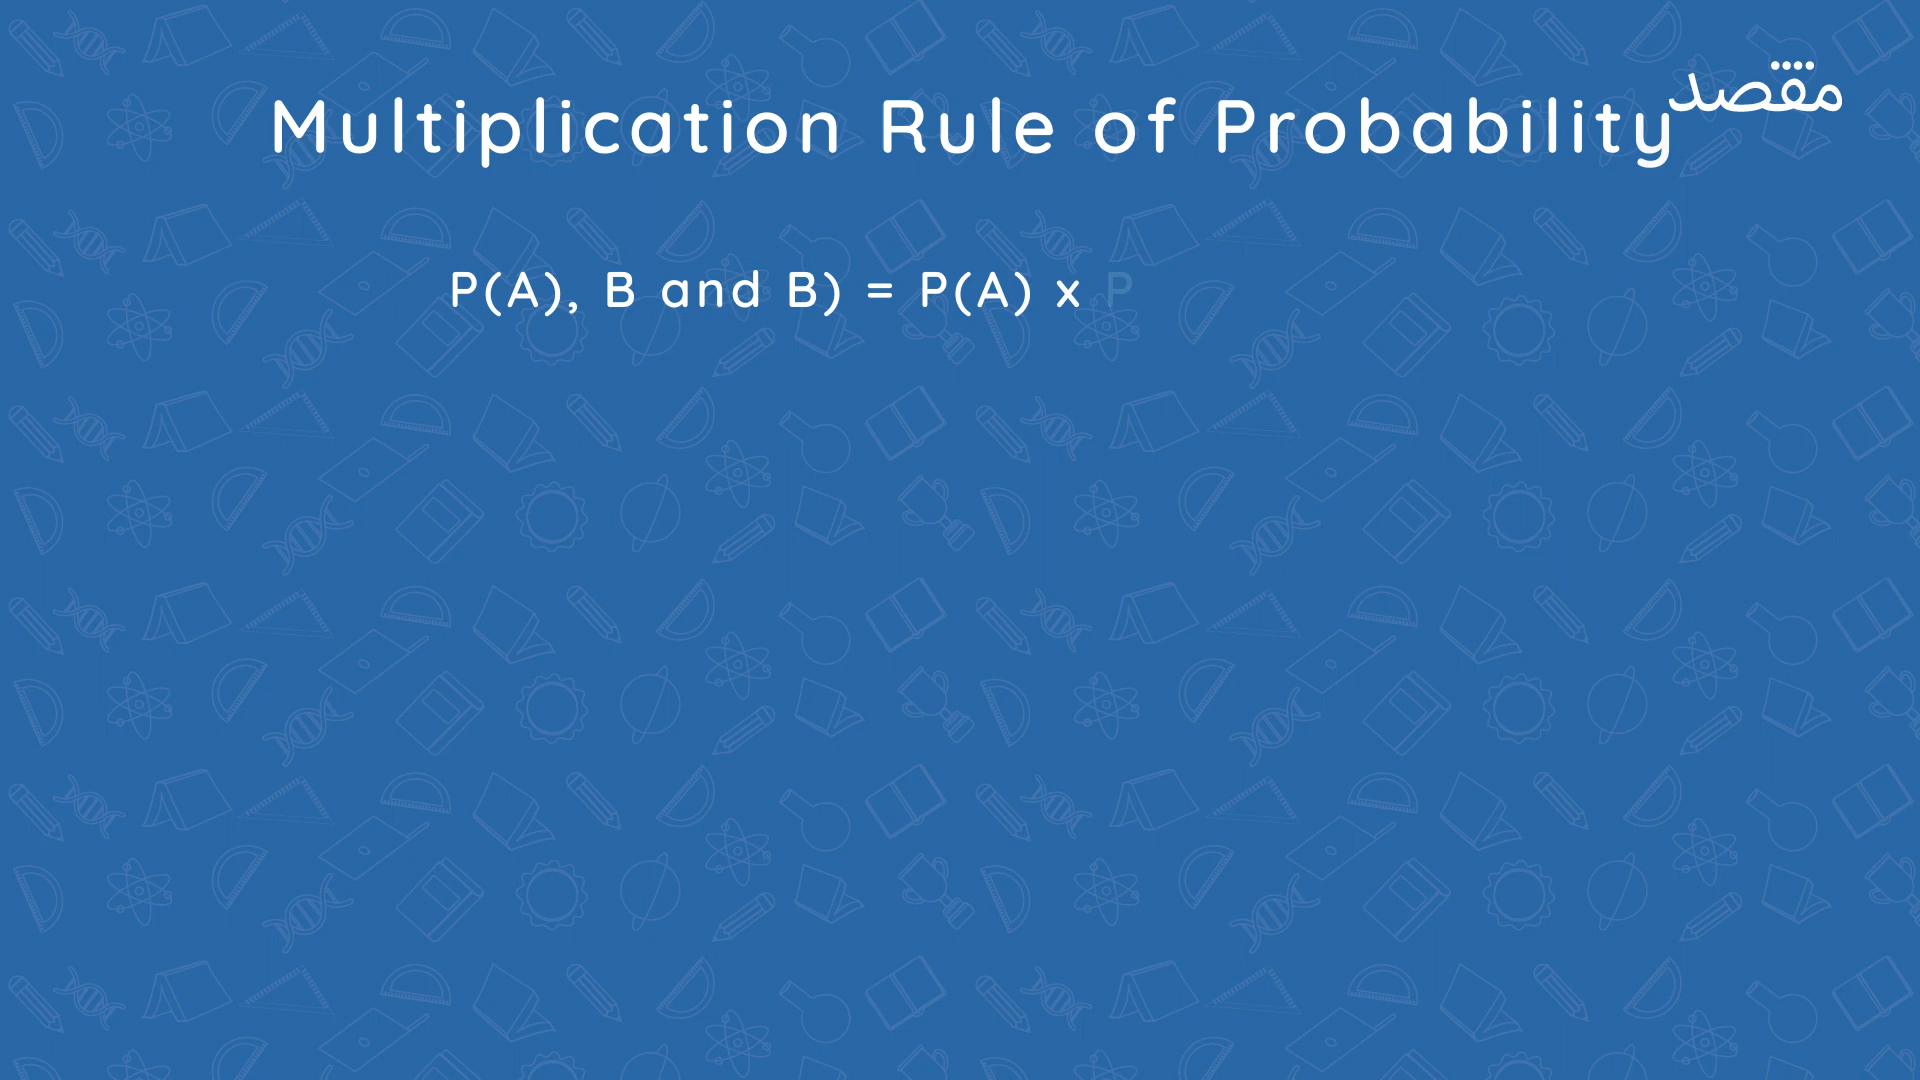 مقصد
Multiplication Rule of Probability
P(A), B and B) = P(A) x P